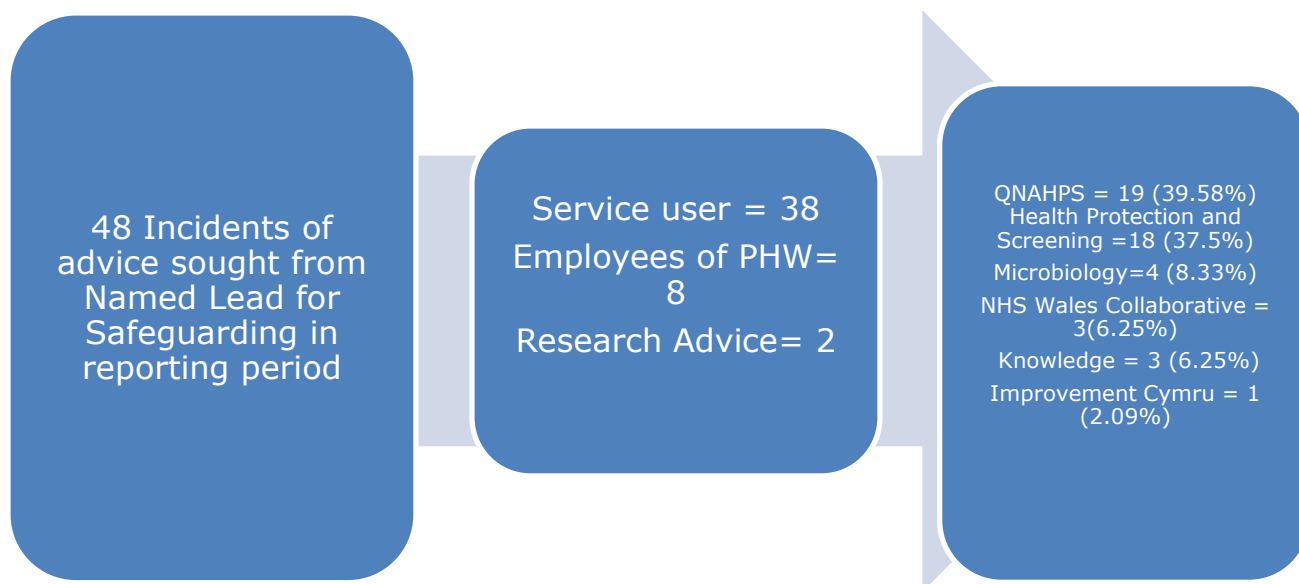 48 Incidents of
advice sought from
Named Lead for
Safeguarding in
reporting period
Service user = 38
Employees of PHW=
8
Research Advice= 2
QNAHPS = 19 (39.58%)
Health Protection and
Screening =18 (37.5%)
Microbiology=4 (8.33%)
NHS Wales Collaborative =
3(6.25%)
Knowledge = 3 (6.25%)
Improvement Cymru = 1
(2.09%)